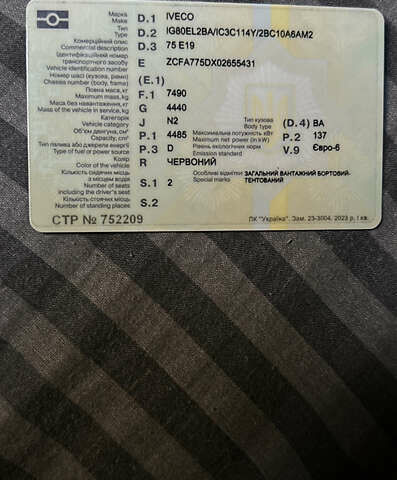 Марка
Make D.1 IVECO
Тип
Type D.2 IG80EL2BA/IC3C114Y/2BC10A6AM2
Комерційний опис
Commercial description D.3 75 E19
Ідентифікаційний номер
транспортного засобу
Vehicle identification number E ZCFA775DX02655431
Номер шасі (кузова, рами)
Chassis number (body, frame) (E.1)
Повна маса, кг
Maximum mass, kg F.1 7490
Маса без навантаження, кг
Mass of the vehicle in service, kg G 4440
Категорія
Vehicle category J N2 Тип кузова
Body type (D.4) ВА
Об'єм двигуна, см³
Capacity, cm³ P.1 4485 Максимальна потужність кВт
Maximum net power (in kW) P.2 137
Тип палива або джерела енергії
Type of fuel or power source P.3 D Рівень екологічних норм
Emission standard V.9 Євро-6
Колір
Color of the vehicle R ЧЕРВОНИЙ
Кількість сидячих місць
з місцем водія
Number of seats
including the driver's seat S.1 2 Особливі відмітки
Special marks ЗАГАЛЬНИЙ ВАНТАЖНИЙ БОРТОВИЙ-
ТЕНТОВАНИЙ
Кількість стоячих місць
Number of standing places S.2
СТР № 752209
ПК "Україна". Зам. 23-3004, 2023 р. I кв.